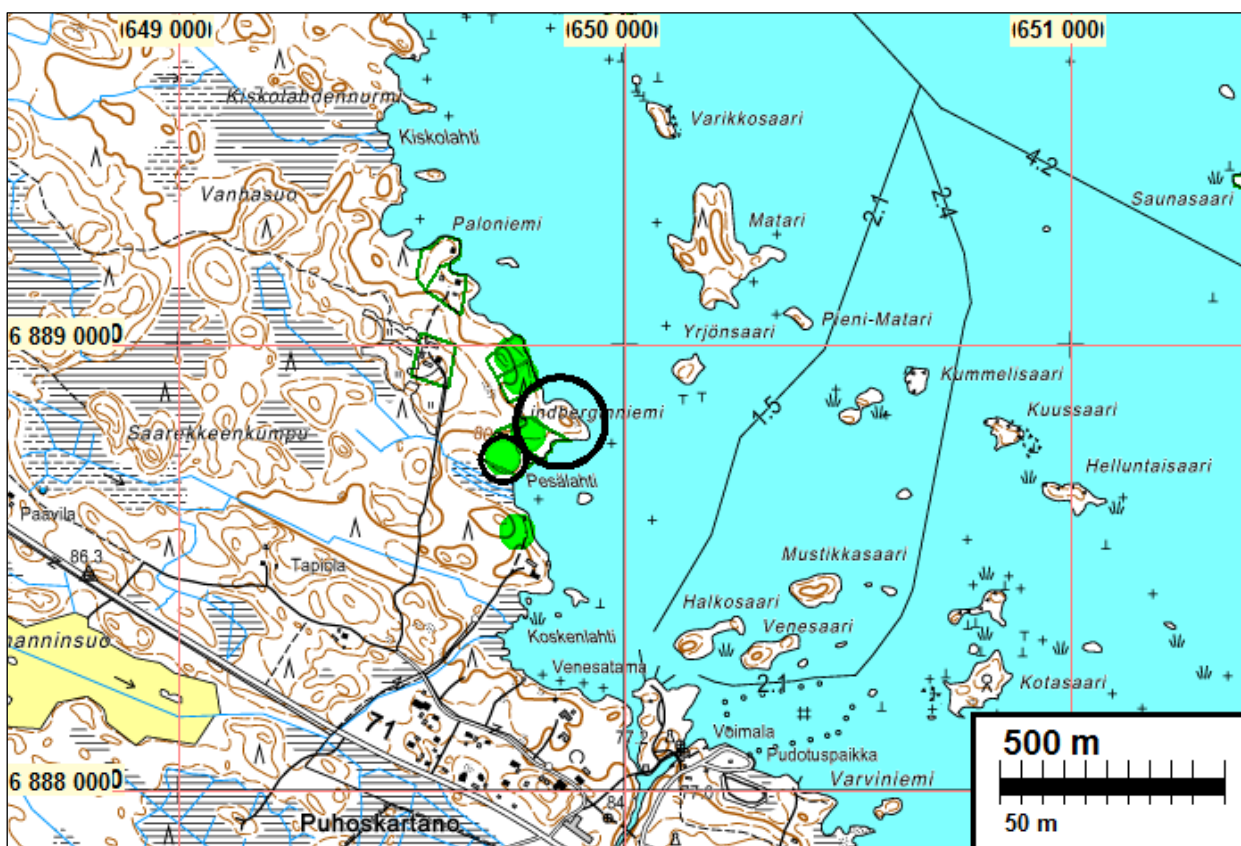 (649 000)
(650 000)
(651 000)
Kiskolahdennurmi
Varikkosaari
Kiskolahti
4.2
Vanhasuo
2.1
2.4
Saunasaari
Paloniemi
Matari
Yrjönsaari
Pieni-Matari
6 889 000
Kummelisaari
1.5
Lindberginniemi
Kuussaari
Saarekkeenkumpu
Helluntaisaari
Pesälahti
Paavila
86.3
Tapiola
Mustikkasaari
Halkosaari
Venesaari
manninsuo
Koskenlahti
Venesatama
2.1
Kotasaari
71
77.2
Voimala
500 m
Pudotuspaikka
6 888 000
Varviniemi
84
77.0
50 m
Puhoskartano